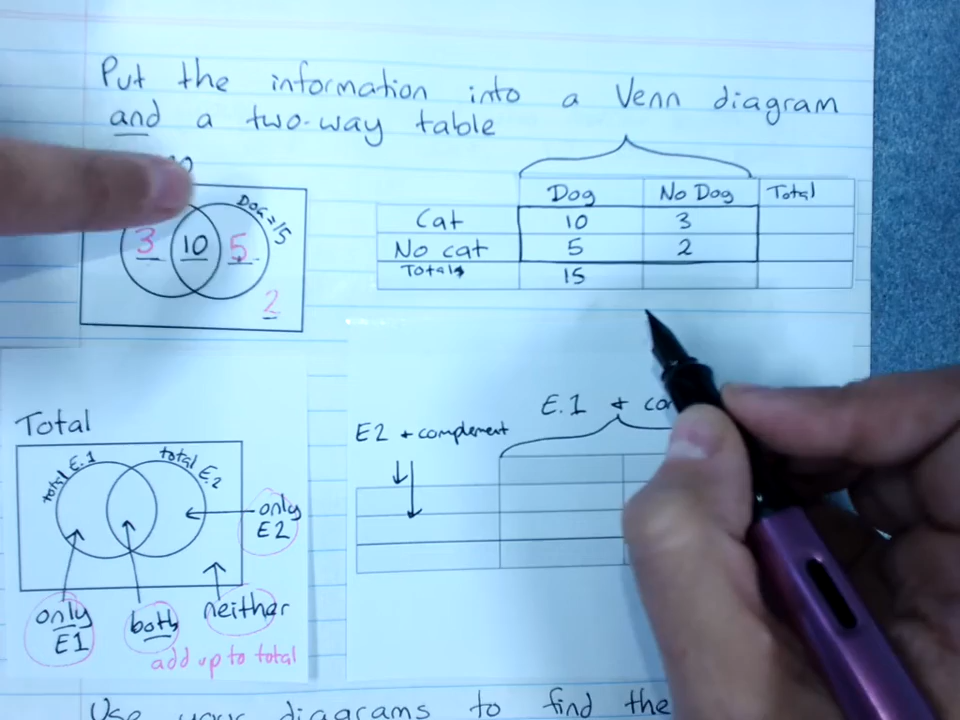 Put the information into a Venn diagram
and a two-way table
Dog=15
3 10 5
2
Dog No Dog Total
Cat 10 3
No cat 5 2
Totals 15
Total
total E.1 total E.2
only E2
only E1
both
neither
add up to total
E.1 +
E2 + complement
Use your diagrams to find the